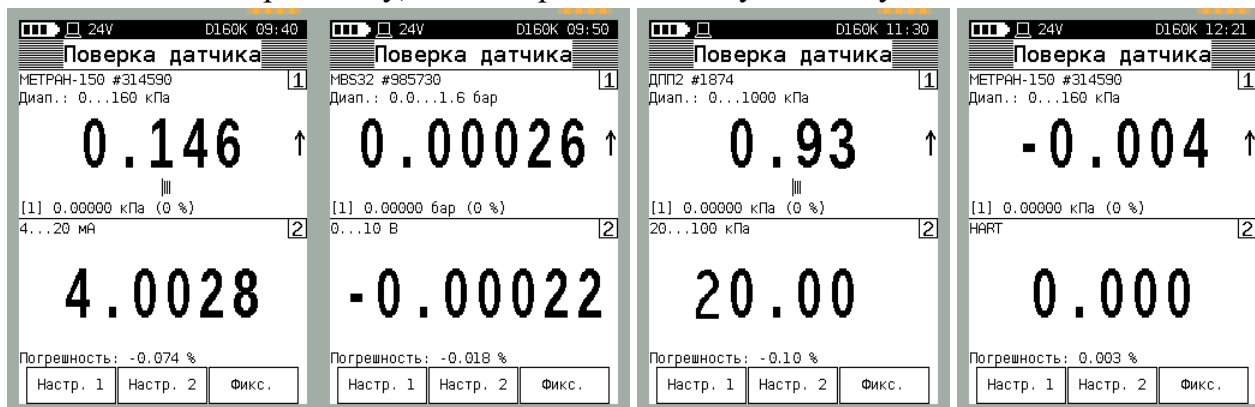 24V D160K 09:40
Поверка датчика
МЕТРАН-150 #314590 1
Диап.: 0...160 кПа
0.146 ↑
[1] 0.00000 кПа (0 %)
4...20 мА 2
4.0028
Погрешность: -0.074 %
Настр. 1 Настр. 2 Фикс.
24V D160K 09:50
Поверка датчика
MBS32 #985730 1
Диап.: 0.0...1.6 бар
0.00026 ↑
[1] 0.00000 бар (0 %)
0...10 В 2
-0.00022
Погрешность: -0.018 %
Настр. 1 Настр. 2 Фикс.
D160K 11:30
Поверка датчика
ДПП2 #1874 1
Диап.: 0...1000 кПа
0.93 ↑
[1] 0.00000 кПа (0 %)
20...100 кПа 2
20.00
Погрешность: -0.10 %
Настр. 1 Настр. 2 Фикс.
24V D160K 12:21
Поверка датчика
МЕТРАН-150 #314590 1
Диап.: 0...160 кПа
-0.004 ↑
[1] 0.00000 кПа (0 %)
HART 2
0.000
Погрешность: 0.003 %
Настр. 1 Настр. 2 Фикс.